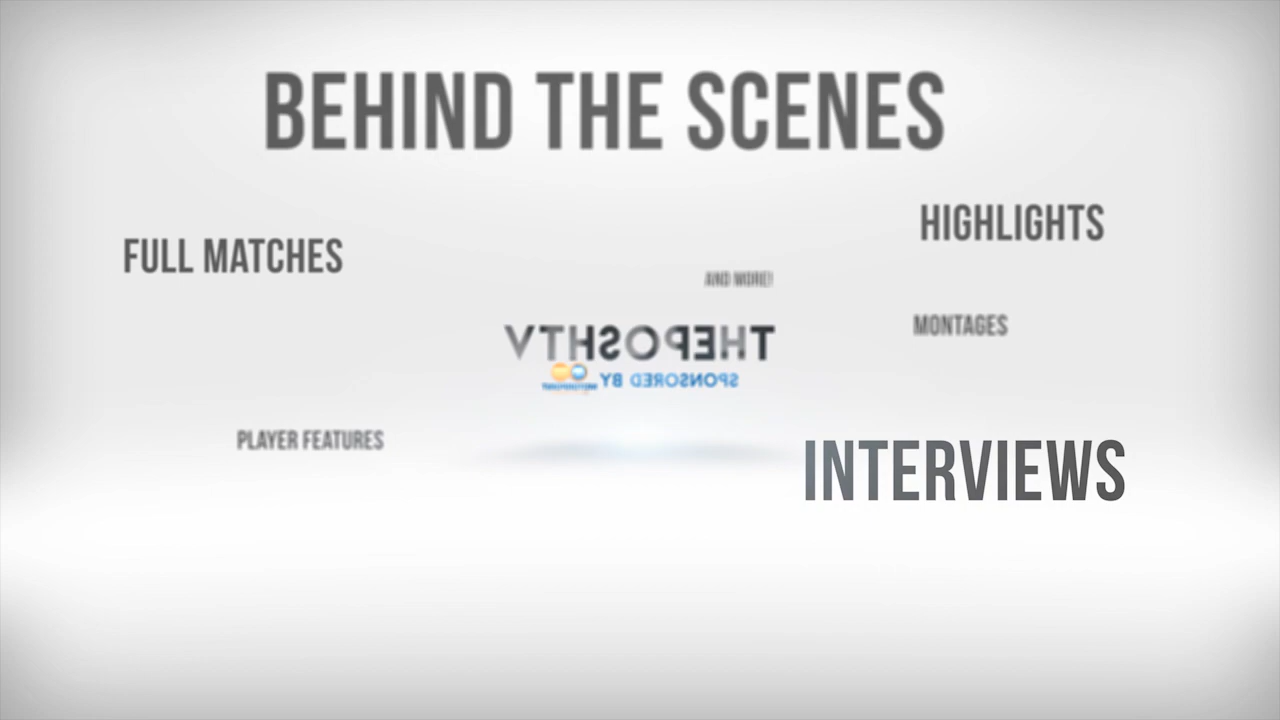 BEHIND THE SCENES
HIGHLIGHTS
FULL MATCHES
AND MORE!
MONTAGES
THEPOSHTV
SPONSORED BY
PLAYER FEATURES
INTERVIEWS